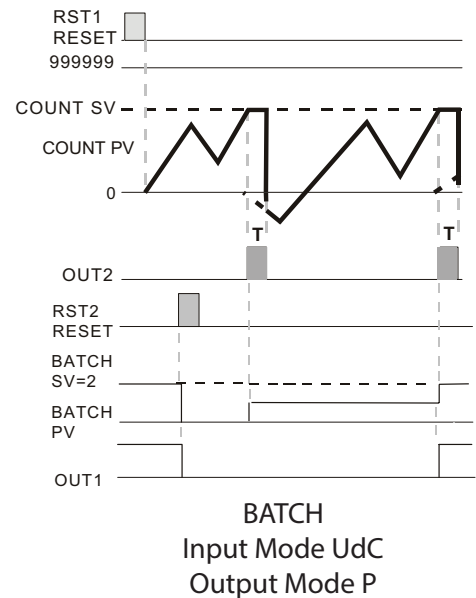 RST1
RESET
999999
COUNT SV
COUNT PV
0
T
T
OUT2
RST2
RESET
BATCH
SV=2
BATCH
PV
OUT1
BATCH
Input Mode UdC
Output Mode P